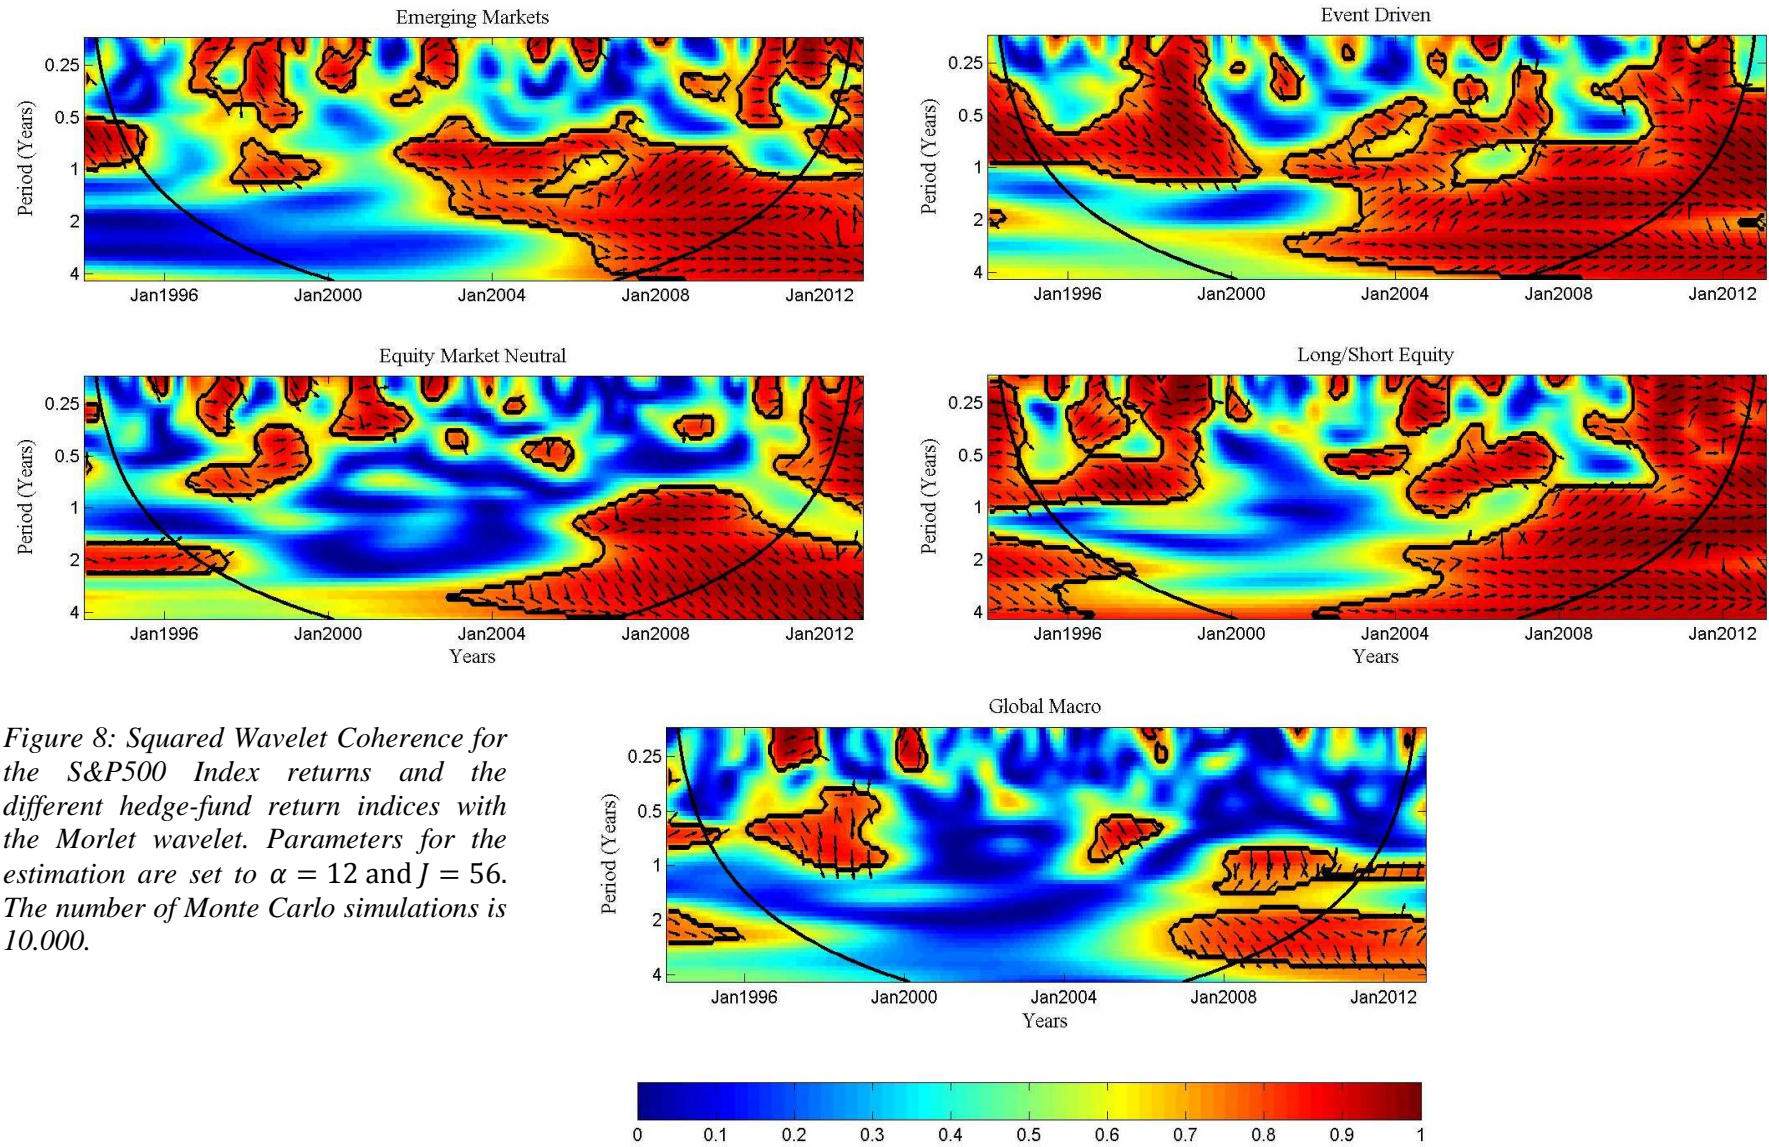 Emerging Markets
Period (Years)
0.25
0.5
1
2
4
Jan1996 Jan2000 Jan2004 Jan2008 Jan2012
Event Driven
Period (Years)
0.25
0.5
1
2
4
Jan1996 Jan2000 Jan2004 Jan2008 Jan2012
Equity Market Neutral
Period (Years)
0.25
0.5
1
2
4
Jan1996 Jan2000 Jan2004 Jan2008 Jan2012
Years
Long/Short Equity
Period (Years)
0.25
0.5
1
2
4
Jan1996 Jan2000 Jan2004 Jan2008 Jan2012
Years
Figure 8: Squared Wavelet Coherence for
the S&P500 Index returns and the
different hedge-fund return indices with
the Morlet wavelet. Parameters for the
estimation are set to α = 12 and J = 56.
The number of Monte Carlo simulations is
10.000.
Global Macro
Period (Years)
0.25
0.5
1
2
4
Jan1996 Jan2000 Jan2004 Jan2008 Jan2012
Years
0 0.1 0.2 0.3 0.4 0.5 0.6 0.7 0.8 0.9 1